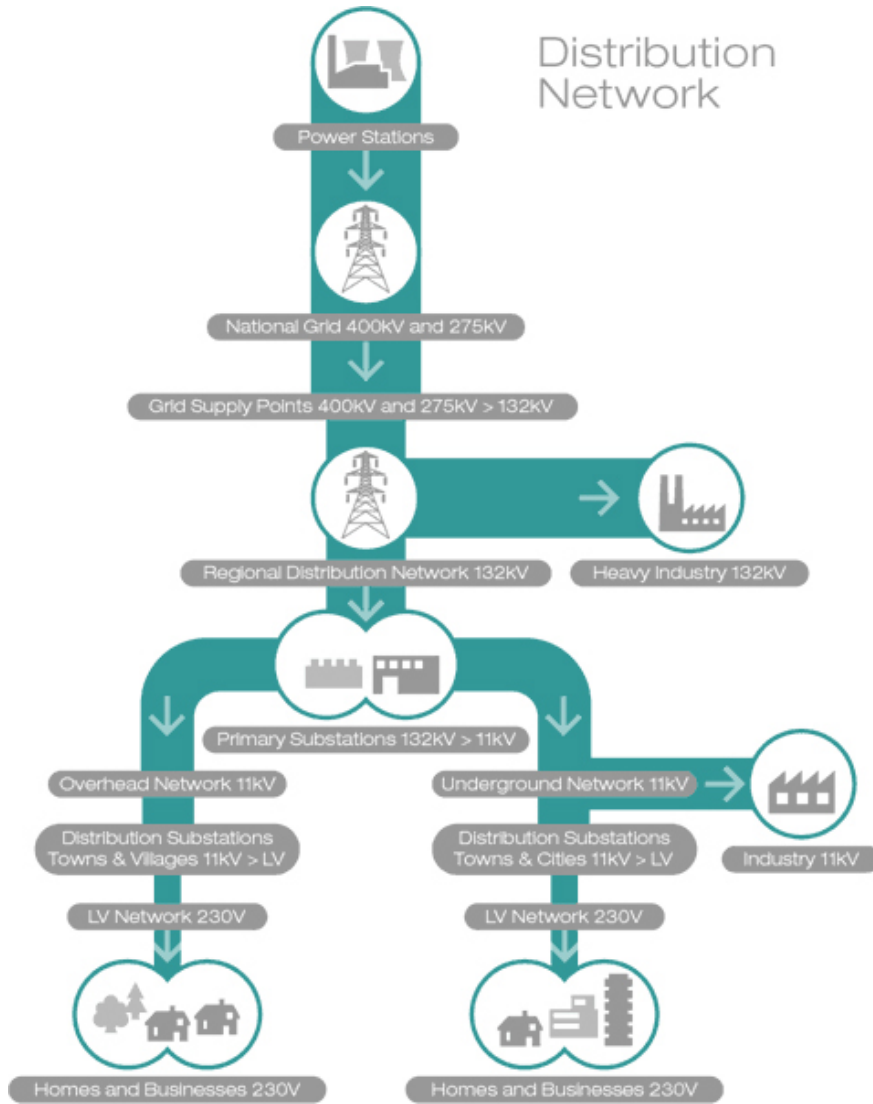 Distribution
Network
Power Stations
National Grid 400kV and 275kV
Grid Supply Points 400kV and 275kV > 132kV
Regional Distribution Network 132kV
Heavy Industry 132kV
Primary Substations 132kV > 11kV
Overhead Network 11kV
Underground Network 11kV
Distribution Substations
Towns & Villages 11kV > LV
Distribution Substations
Towns & Cities 11kV > LV
Industry 11kV
LV Network 230V
LV Network 230V
Homes and Businesses 230V
Homes and Businesses 230V